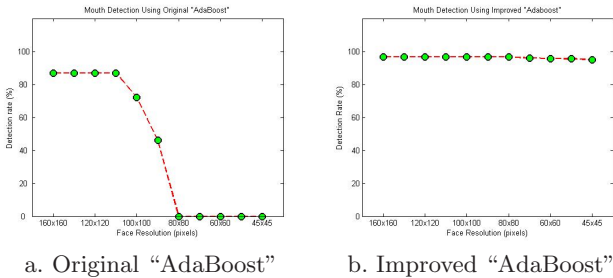 Mouth Detection Using Original "AdaBoost"
Detection rate (%)
100
80
60
40
20
0
160x160 120x120 100x100 80x80 60x60 45x45
Face Resolution (pixels)
a. Original “AdaBoost”
Mouth Detection Using Improved "Adaboost"
Detection Rate (%)
100
80
60
40
20
0
160x160 120x120 100x100 80x80 60x60 45x45
Face Resolution (pixels)
b. Improved “AdaBoost”